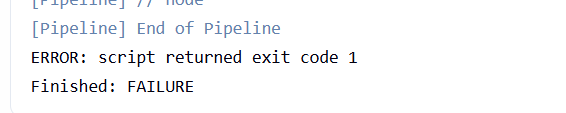 [Pipeline] // node
[Pipeline] End of Pipeline
ERROR: script returned exit code 1
Finished: FAILURE